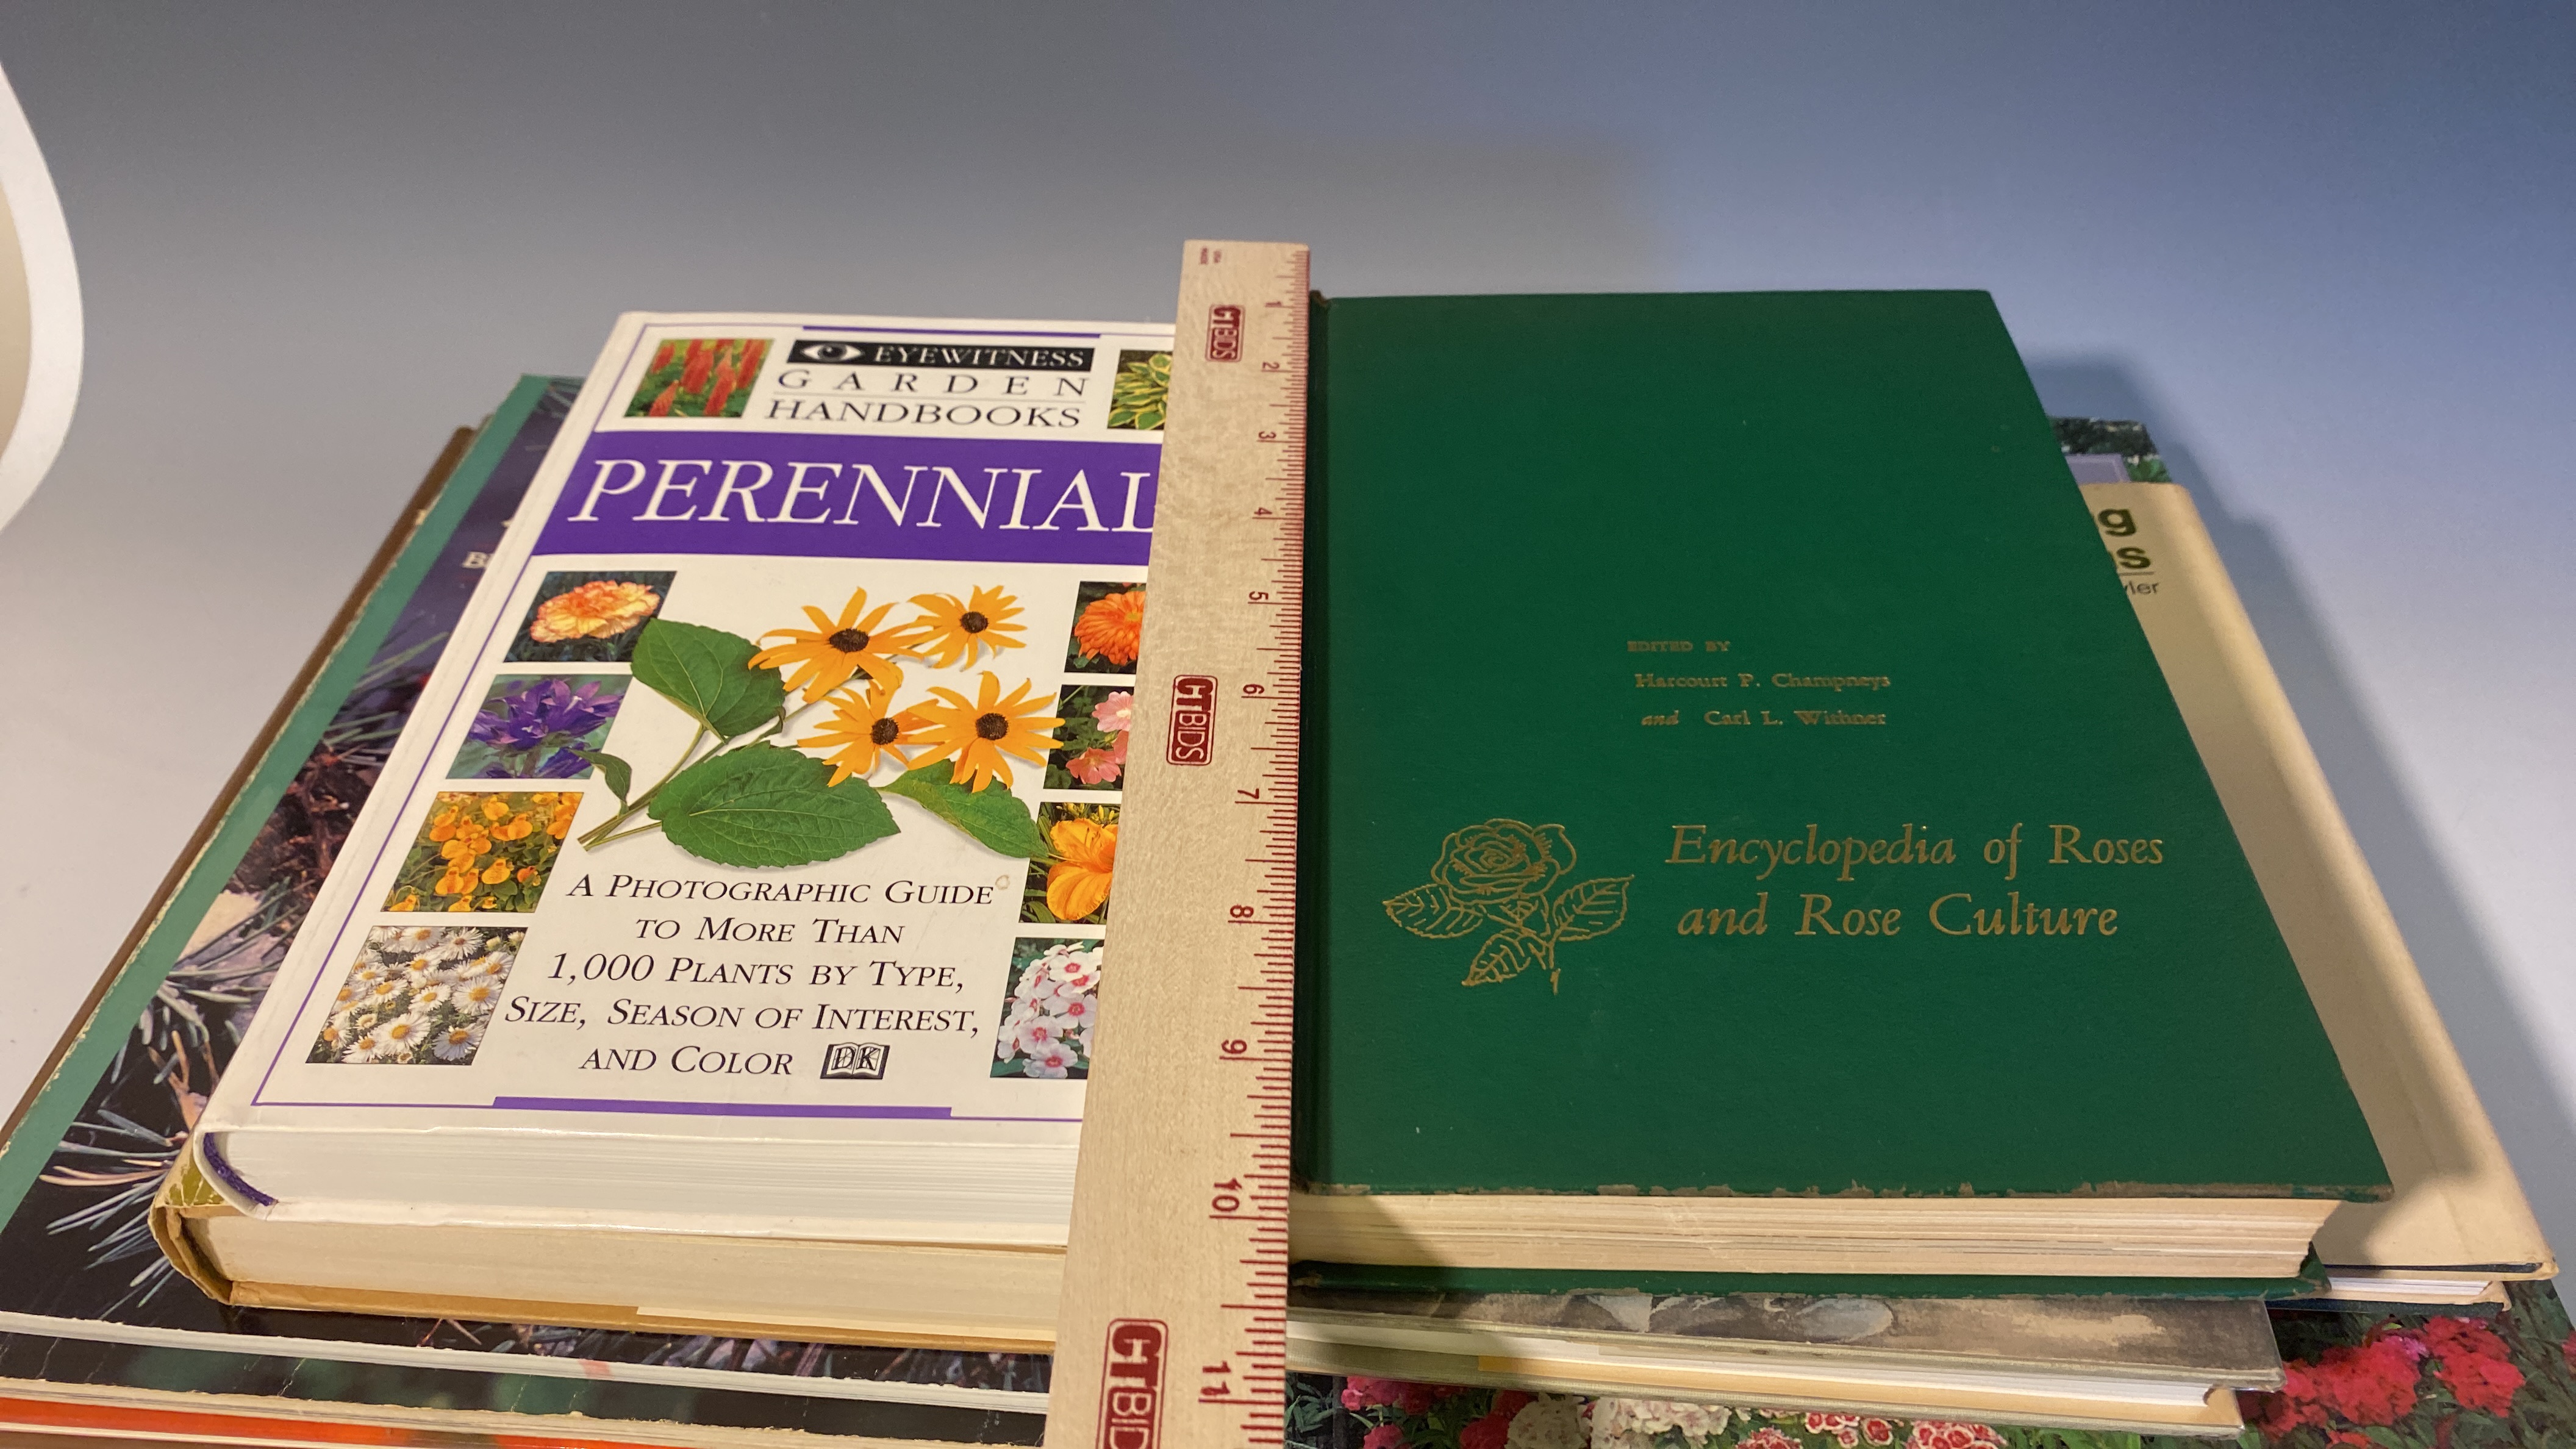 EYEWITNESS
GARDEN
HANDBOOKS
PERENNIAL
A PHOTOGRAPHIC GUIDE
TO MORE THAN
1,000 PLANTS BY TYPE,
SIZE, SEASON OF INTEREST,
AND COLOR DK
CTBIDS
1
2
3
4
5
6
CTBIDS
7
8
9
10
11
CTBID
EDITED BY
Harcourt P. Champneys
and Carl L. Withner
Encyclopedia of Roses
and Rose Culture
g
s